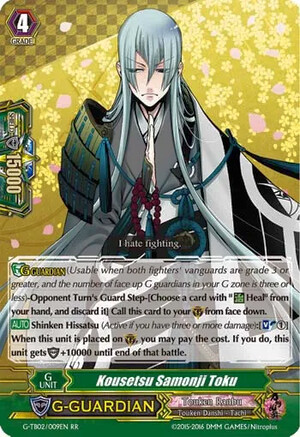 4
GRADE
15000
I hate fighting.
G GUARDIAN (Usable when both fighters' vanguards are grade 3 or
greater, and the number of face up G guardians in your G zone is three or
less)-Opponent Turn's Guard Step-[Choose a card with "Heal" from
your hand, and discard it] Call this card to your from face down.
AUTO Shinken Hissatsu (Active if you have three or more damage):
When this unit is placed on , you may pay the cost. If you do, this
unit gets +10000 until end of that battle.
G
UNIT
Kousetsu Samonji Toku
G-GUARDIAN
Touken Ranbu
Touken Danshi - Tachi
G-TB02/009EN RR
©2015-2016 DMM GAMES/Nitroplus